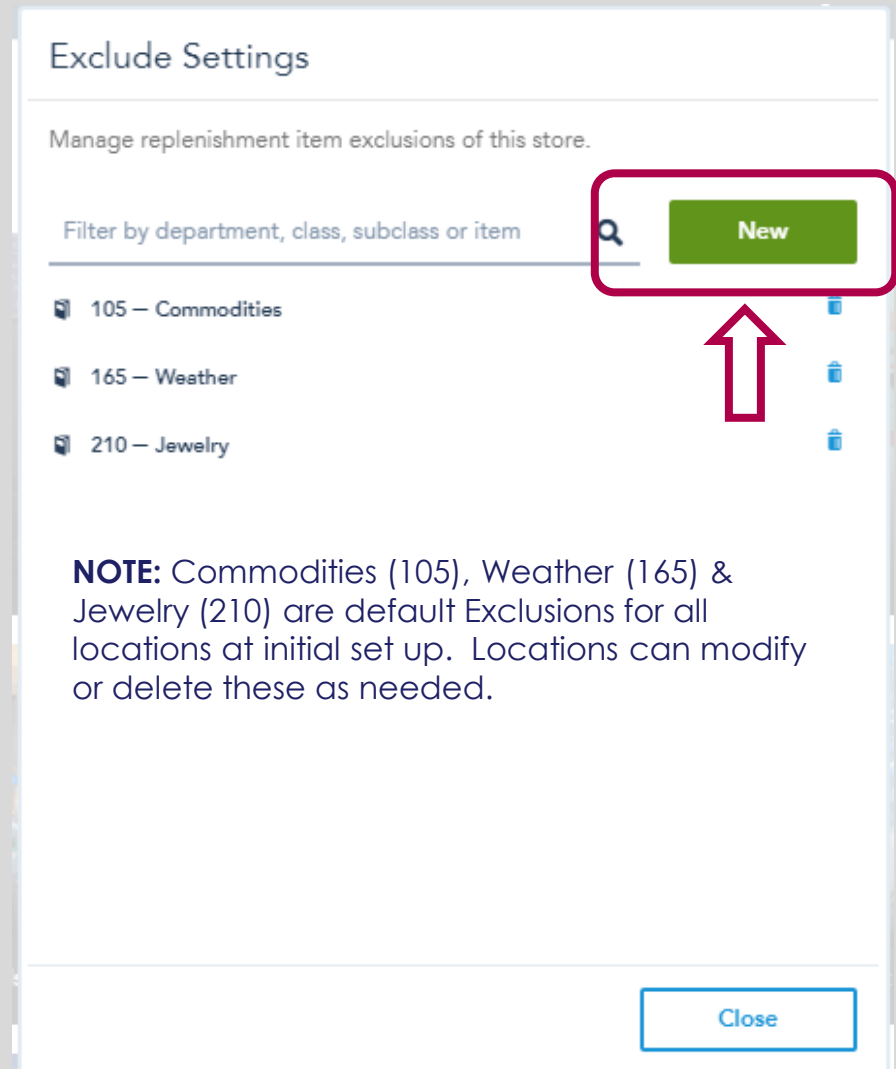 Exclude Settings
Manage replenishment item exclusions of this store.
Filter by department, class, subclass or item
New
105 — Commodities
165 — Weather
210 — Jewelry
NOTE: Commodities (105), Weather (165) &
Jewelry (210) are default Exclusions for all
locations at initial set up.  Locations can modify
or delete these as needed.
Close